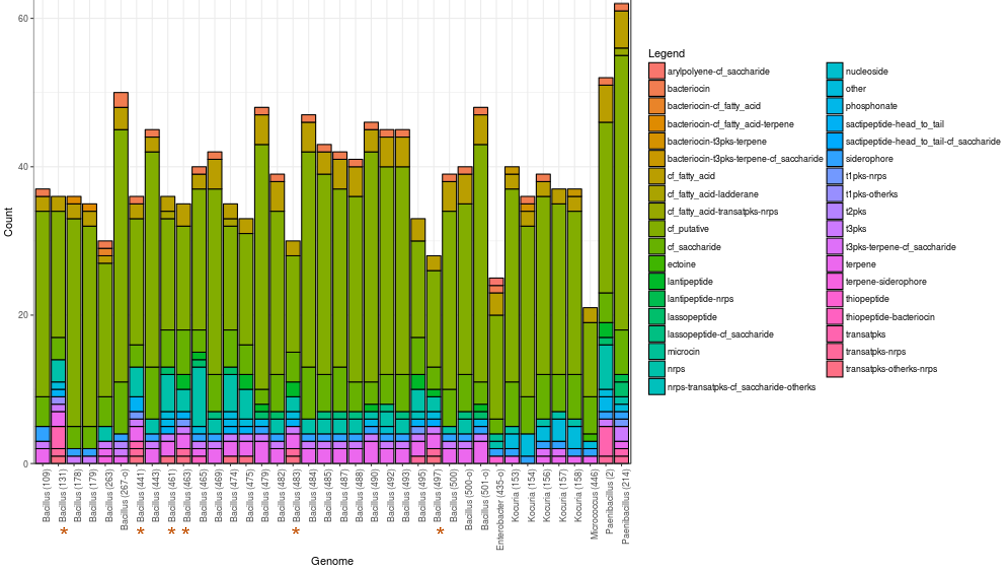 60
40
20
0
Count
Bacillus (109)
Bacillus (131)
Bacillus (178)
Bacillus (179)
Bacillus (263)
Bacillus (267-o)
Bacillus (441)
Bacillus (443)
Bacillus (461)
Bacillus (463)
Bacillus (465)
Bacillus (469)
Bacillus (474)
Bacillus (475)
Bacillus (479)
Bacillus (482)
Bacillus (483)
Bacillus (484)
Bacillus (485)
Bacillus (487)
Bacillus (488)
Bacillus (490)
Bacillus (492)
Bacillus (493)
Bacillus (495)
Bacillus (497)
Bacillus (500)
Bacillus (500-o)
Bacillus (501-o)
Enterobacter (435-o)
Kocuria (153)
Kocuria (154)
Kocuria (156)
Kocuria (157)
Kocuria (158)
Micrococcus (446)
Paenibacillus (2)
Paenibacillus (214)
* * * * * *
Genome
Legend
arylpolyene-cf_saccharide
bacteriocin
bacteriocin-cf_fatty_acid
bacteriocin-cf_fatty_acid-terpene
bacteriocin-t3pks-terpene
bacteriocin-t3pks-terpene-cf_saccharide
cf_fatty_acid
cf_fatty_acid-ladderane
cf_fatty_acid-transatpks-nrps
cf_putative
cf_saccharide
ectoine
lantipeptide
lantipeptide-nrps
lassopeptide
lassopeptide-cf_saccharide
microcin
nrps
nrps-transatpks-cf_saccharide-otherks
nucleoside
other
phosphonate
sactipeptide-head_to_tail
sactipeptide-head_to_tail-cf_saccharide
siderophore
t1pks-nrps
t1pks-otherks
t2pks
t3pks
t3pks-terpene-cf_saccharide
terpene
terpene-siderophore
thiopeptide
thiopeptide-bacteriocin
transatpks
transatpks-nrps
transatpks-otherks-nrps